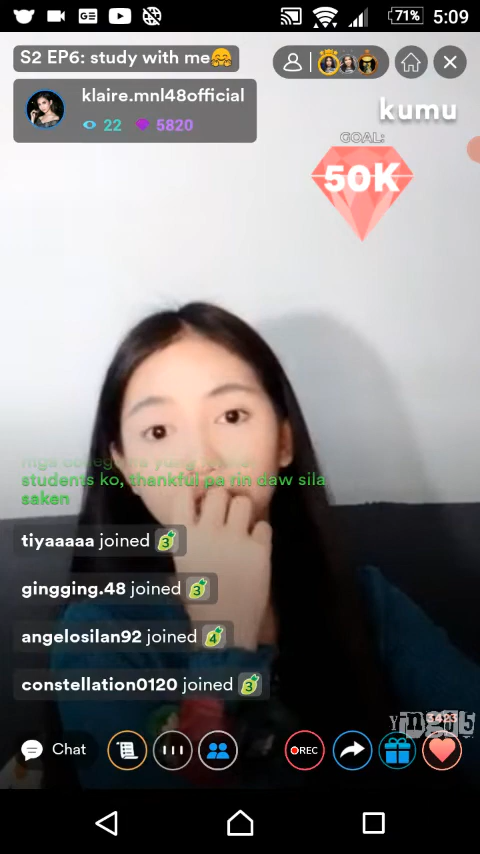 71% 5:09
S2 EP6: study with me🤗
klaire.mnl48official
22 5820
kumu
GOAL:
50K
students ko, thankful pa rin daw sila
saken
tiyaaaaa joined 3
gingging.48 joined 3
angelosilan92 joined 4
constellation0120 joined 3
3423
Chat
REC